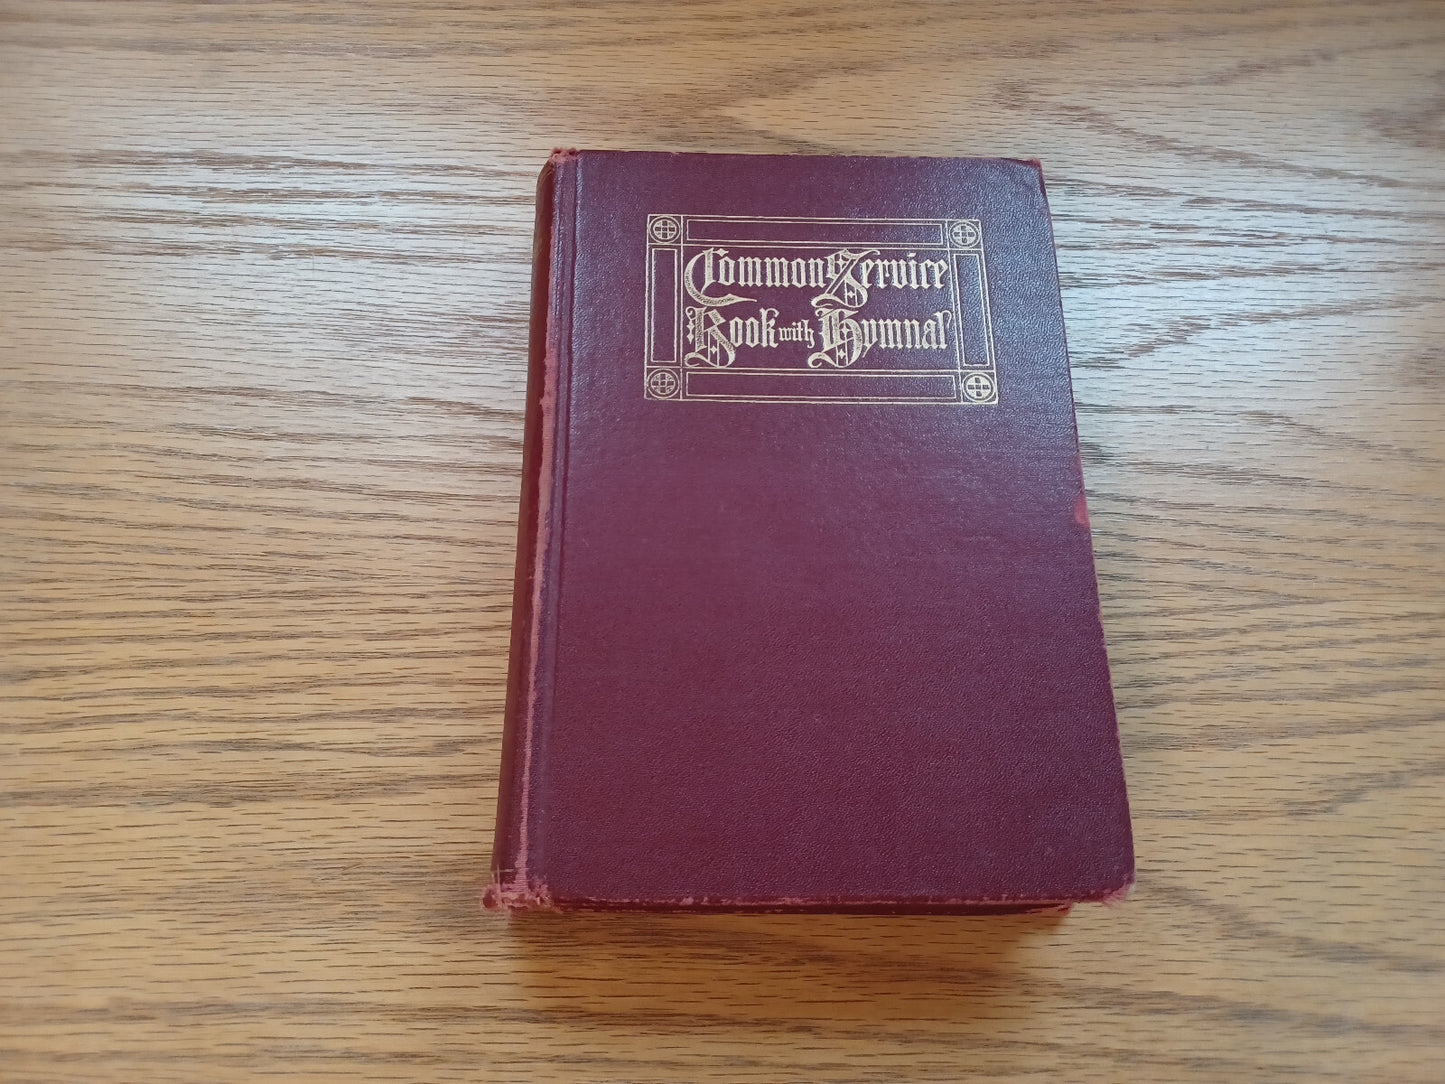 Common Service
Book with Hymnal